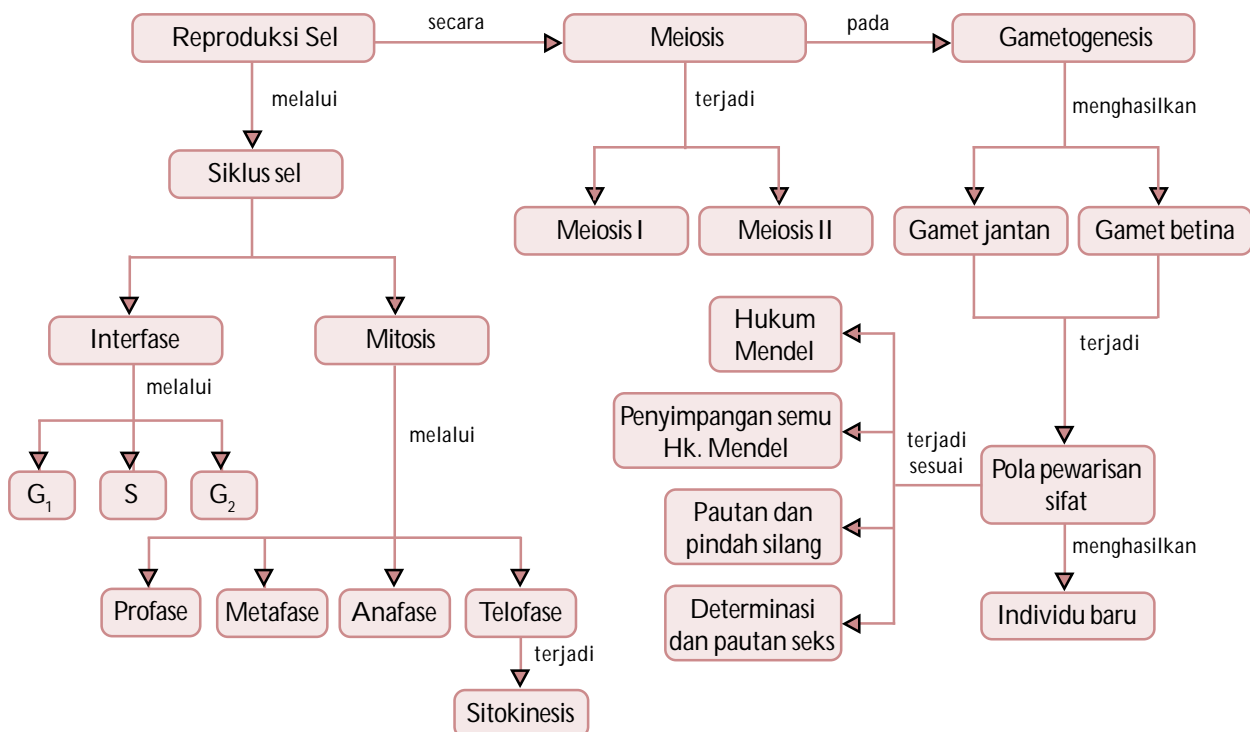 Reproduksi Sel
secara
Meiosis
pada
Gametogenesis
melalui
terjadi
menghasilkan
Siklus sel
Meiosis I
Meiosis II
Gamet jantan
Gamet betina
Interfase
Mitosis
Hukum
Mendel
terjadi
melalui
melalui
Penyimpangan semu
Hk. Mendel
terjadi
sesuai
Pola pewarisan
sifat
G₁
S
G₂
Pautan dan
pindah silang
menghasilkan
Profase
Metafase
Anafase
Telofase
Determinasi
dan pautan seks
Individu baru
terjadi
Sitokinesis